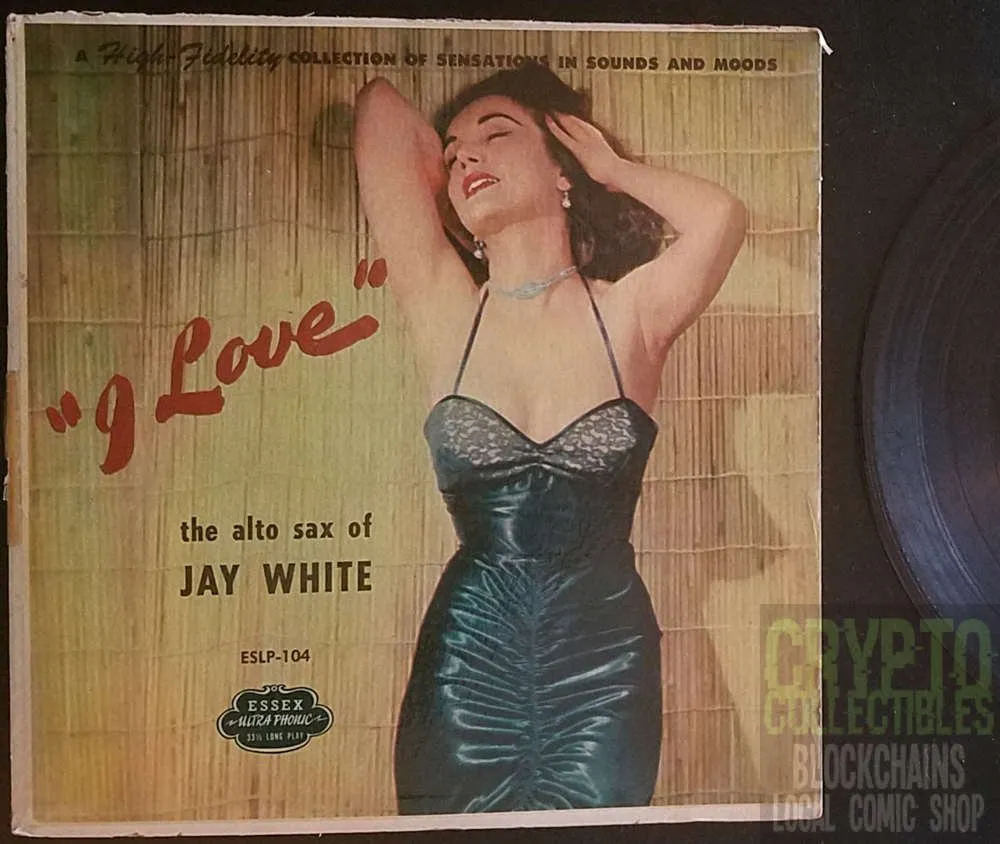 A High-Fidelity COLLECTION OF SENSATIONS IN SOUNDS AND MOODS
"I Love"
the alto sax of
JAY WHITE
ESLP-104
ESSEX
ULTRA PHONIC
33⅓ LONG PLAY
CRYPTO
COLLECTIBLES
BLOCKCHAINS
LOCAL COMIC SHOP